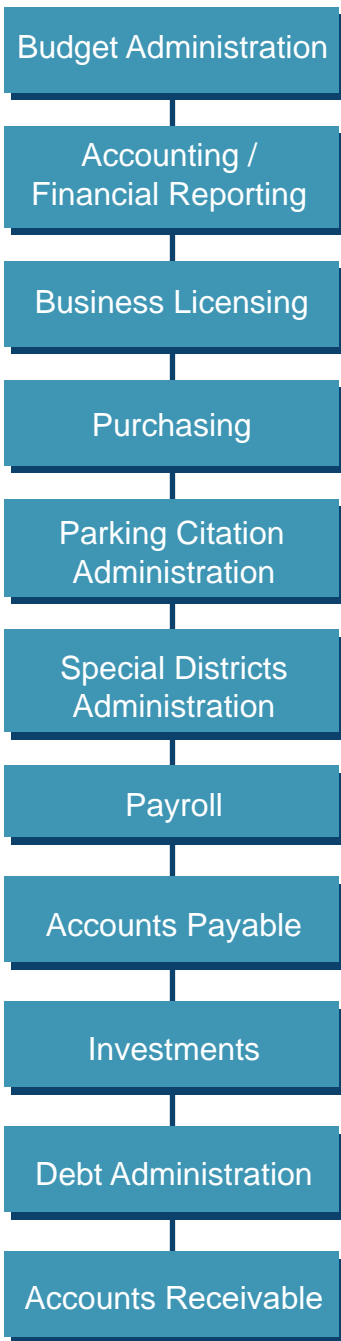 Budget Administration
Accounting /
Financial Reporting
Business Licensing
Purchasing
Parking Citation
Administration
Special Districts
Administration
Payroll
Accounts Payable
Investments
Debt Administration
Accounts Receivable